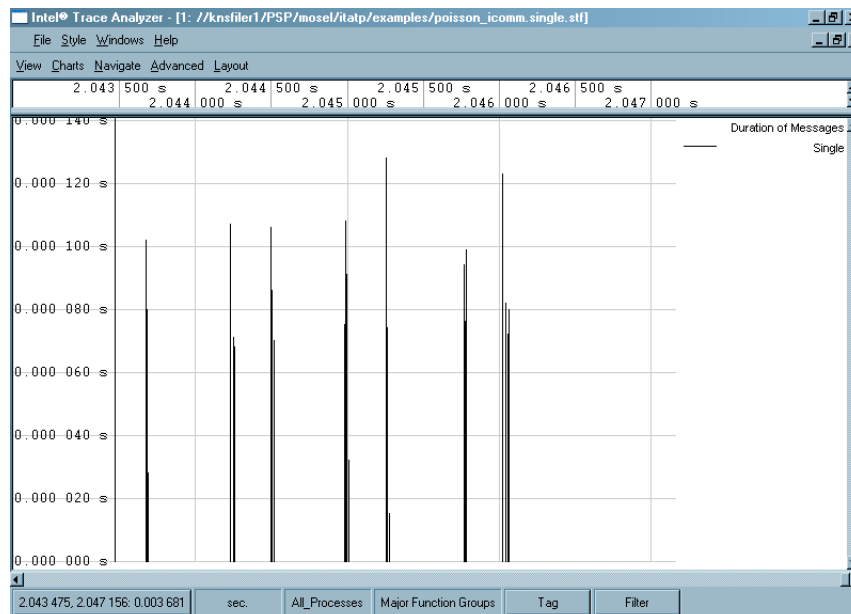 Intel® Trace Analyzer - [1: //knsfiler1/PSP/mosel/itatp/examples/poisson_icomm.single.stf]
File Style Windows Help
View Charts Navigate Advanced Layout
2.043 500 s 2.044 500 s 2.045 500 s 2.046 500 s
2.044 000 s 2.045 000 s 2.046 000 s 2.047 000 s
0.000 140 s
Duration of Messages
Single
0.000 120 s
0.000 100 s
0.000 080 s
0.000 060 s
0.000 040 s
0.000 020 s
0.000 000 s
2.043 475, 2.047 156: 0.003 681 sec. All_Processes Major Function Groups Tag Filter